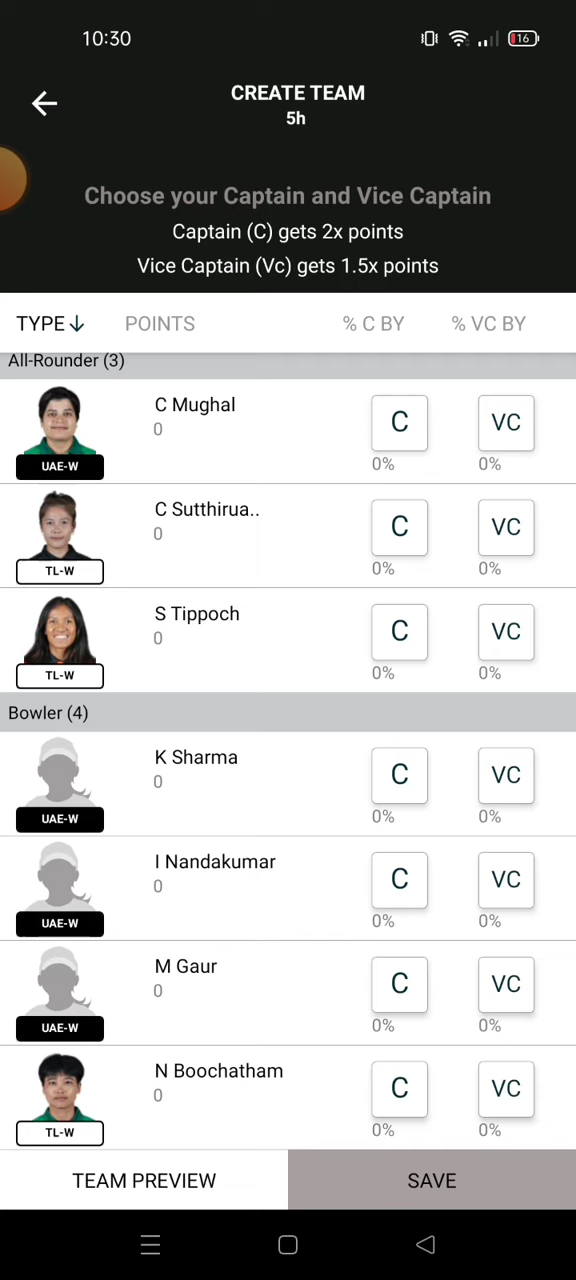 10:30
16
CREATE TEAM
5h
Choose your Captain and Vice Captain
Captain (C) gets 2x points
Vice Captain (Vc) gets 1.5x points
TYPE POINTS % C BY % VC BY
All-Rounder (3)
C Mughal
0
C VC
UAE-W
0% 0%
C Sutthirua..
0
C VC
TL-W
0% 0%
S Tippoch
0
C VC
TL-W
0% 0%
Bowler (4)
K Sharma
0
C VC
UAE-W
0% 0%
I Nandakumar
0
C VC
UAE-W
0% 0%
M Gaur
0
C VC
UAE-W
0% 0%
N Boochatham
0
C VC
TL-W
0% 0%
TEAM PREVIEW SAVE